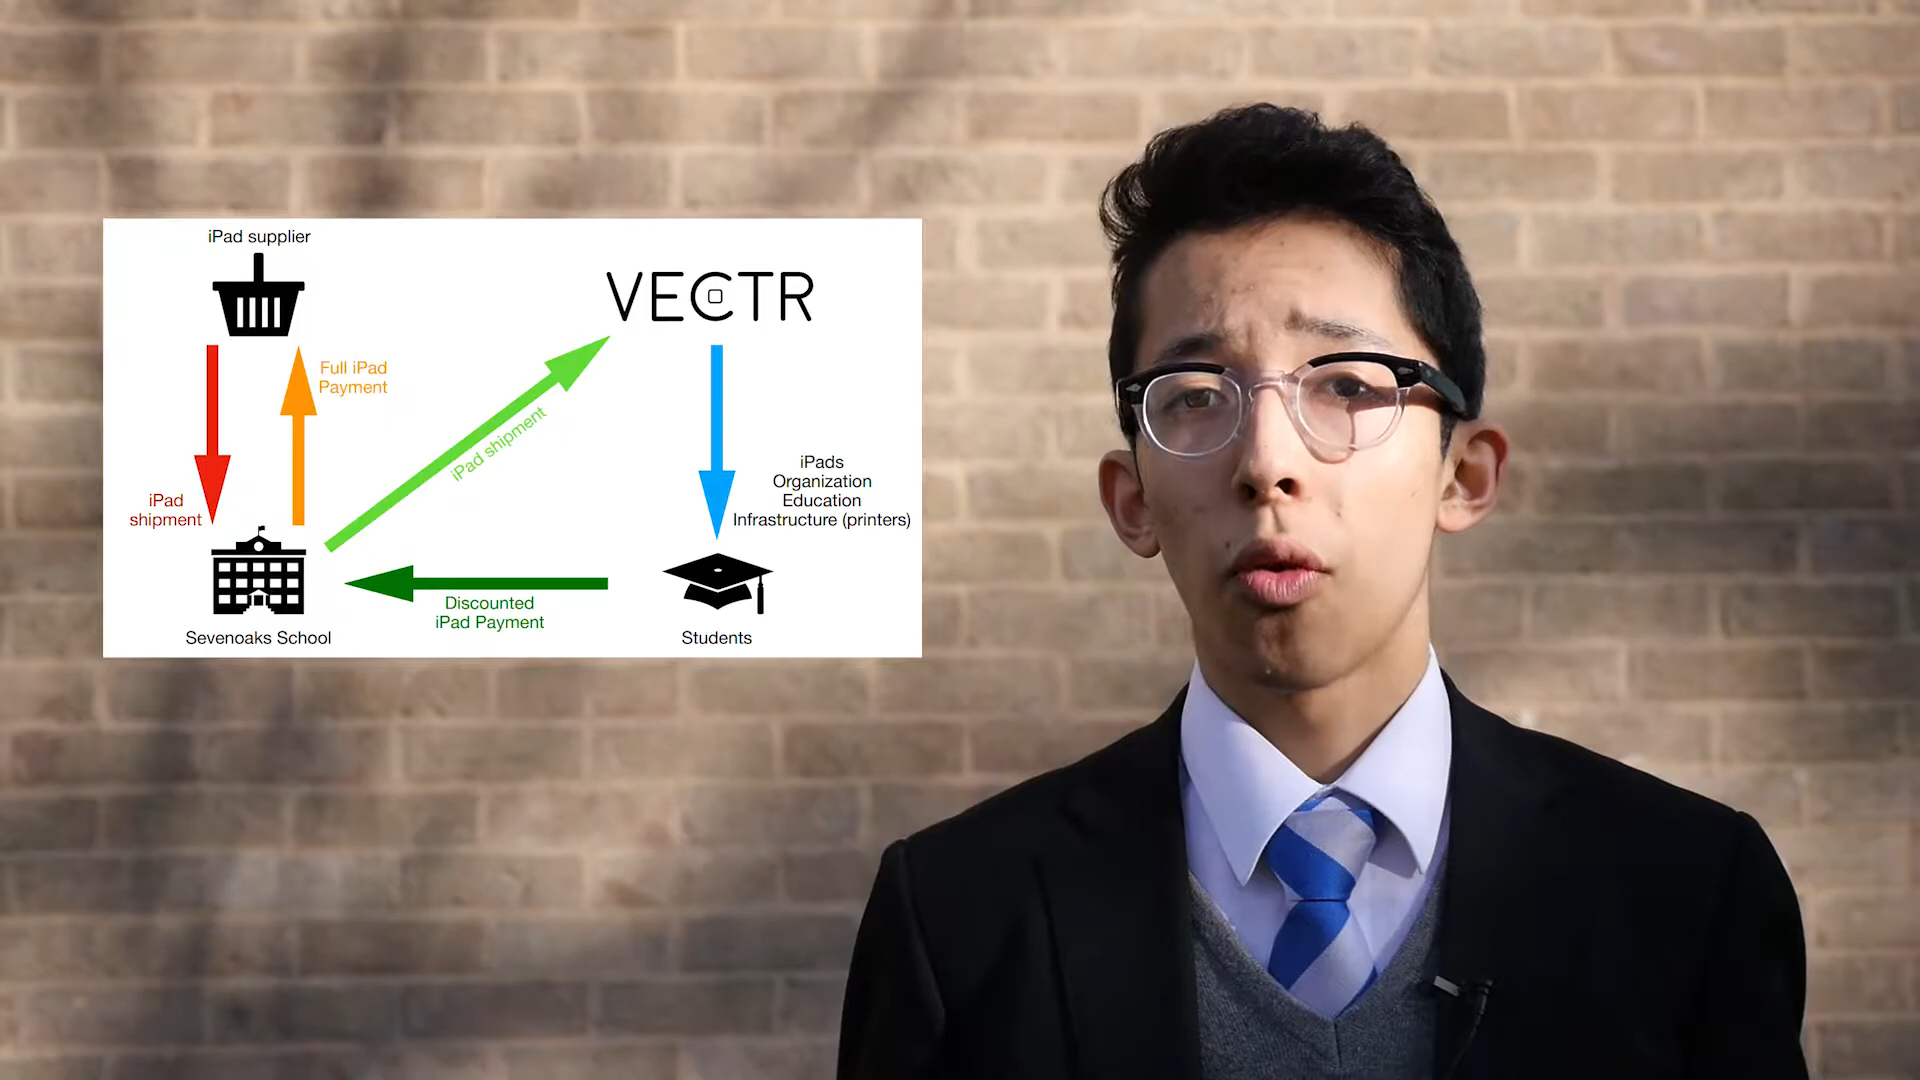 iPad supplier
VECTR
Full iPad
Payment
iPad shipment
iPad
shipment
iPads
Organization
Education
Infrastructure (printers)
Discounted
iPad Payment
Sevenoaks School
Students